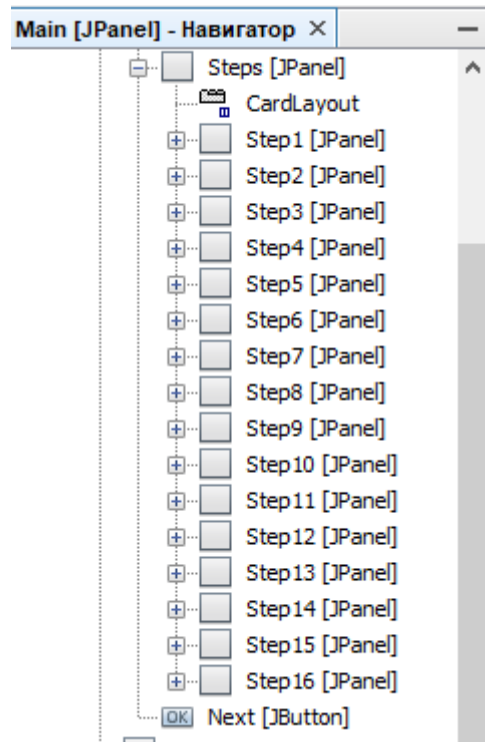 Main [JPanel] - Навигатор ×
Steps [JPanel]
CardLayout
Step1 [JPanel]
Step2 [JPanel]
Step3 [JPanel]
Step4 [JPanel]
Step5 [JPanel]
Step6 [JPanel]
Step7 [JPanel]
Step8 [JPanel]
Step9 [JPanel]
Step10 [JPanel]
Step11 [JPanel]
Step12 [JPanel]
Step13 [JPanel]
Step14 [JPanel]
Step15 [JPanel]
Step16 [JPanel]
OK Next [JButton]